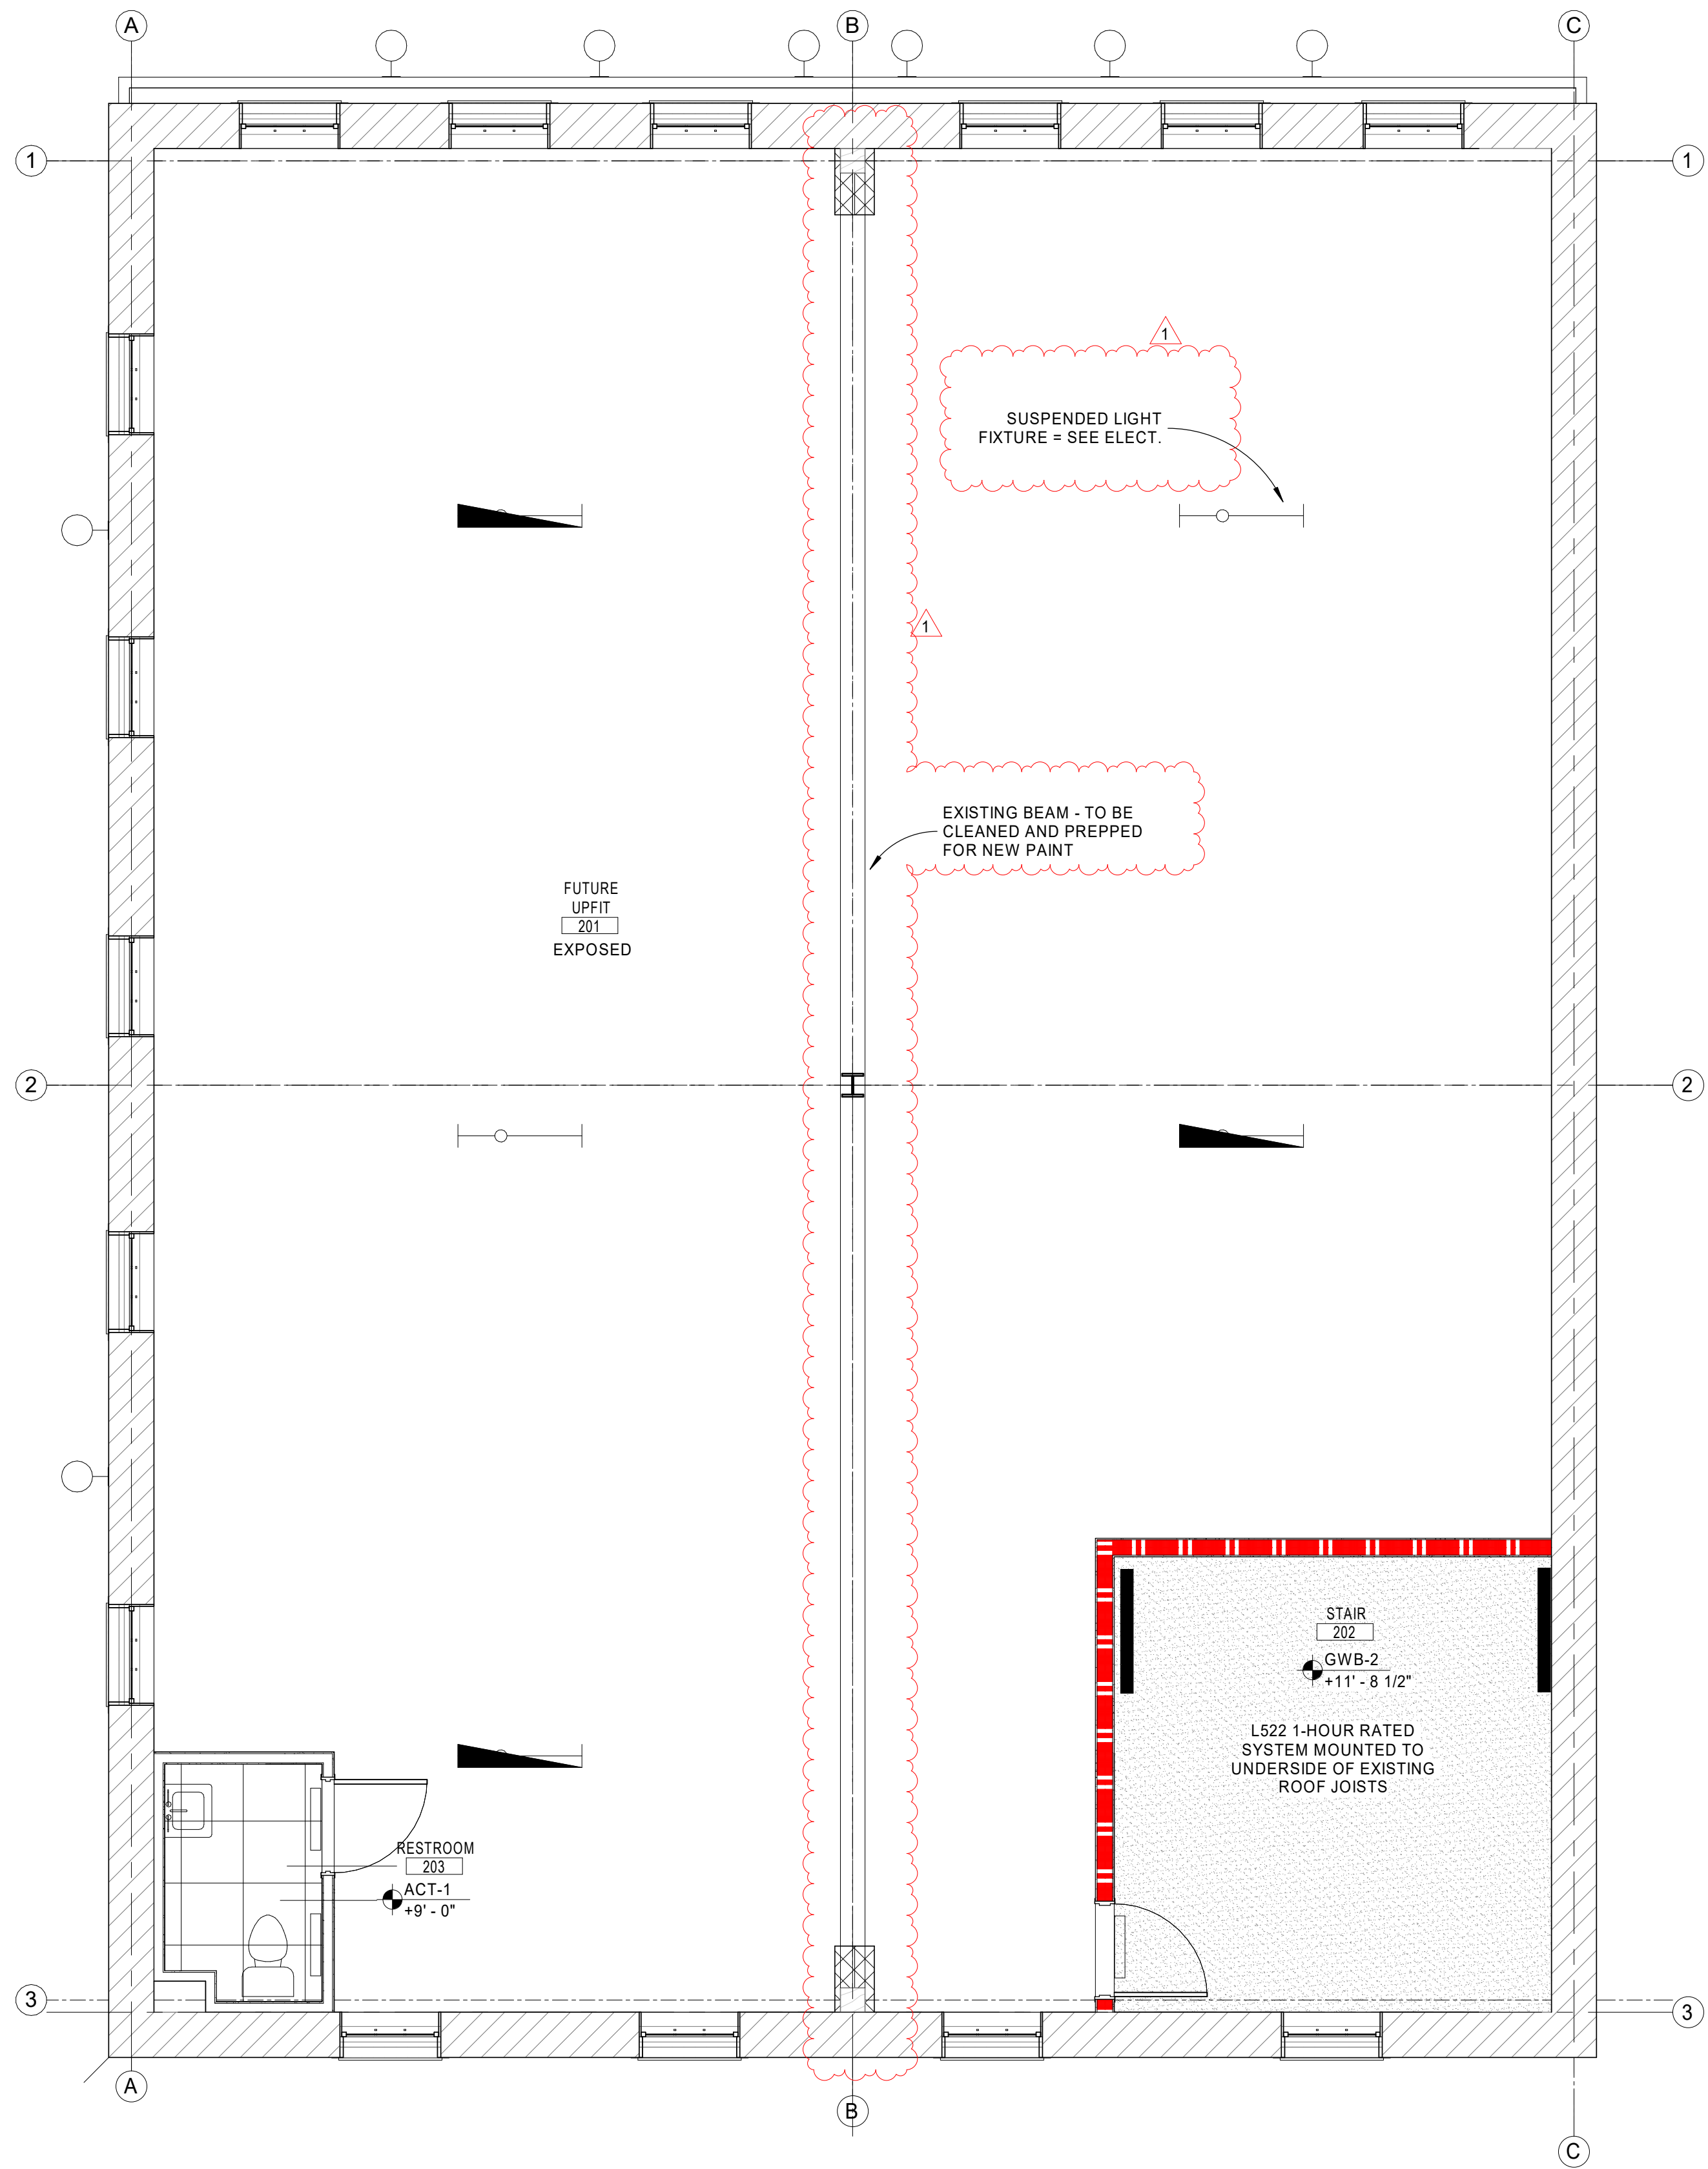 A
B
C
1
1
1
SUSPENDED LIGHT
FIXTURE = SEE ELECT.
1
EXISTING BEAM - TO BE
CLEANED AND PREPPED
FOR NEW PAINT
FUTURE
UPFIT
201
EXPOSED
2
2
STAIR
202
GWB-2
+11' - 8 1/2"
L522 1-HOUR RATED
SYSTEM MOUNTED TO
UNDERSIDE OF EXISTING
ROOF JOISTS
RESTROOM
203
ACT-1
+9' - 0"
3
3
A
B
C